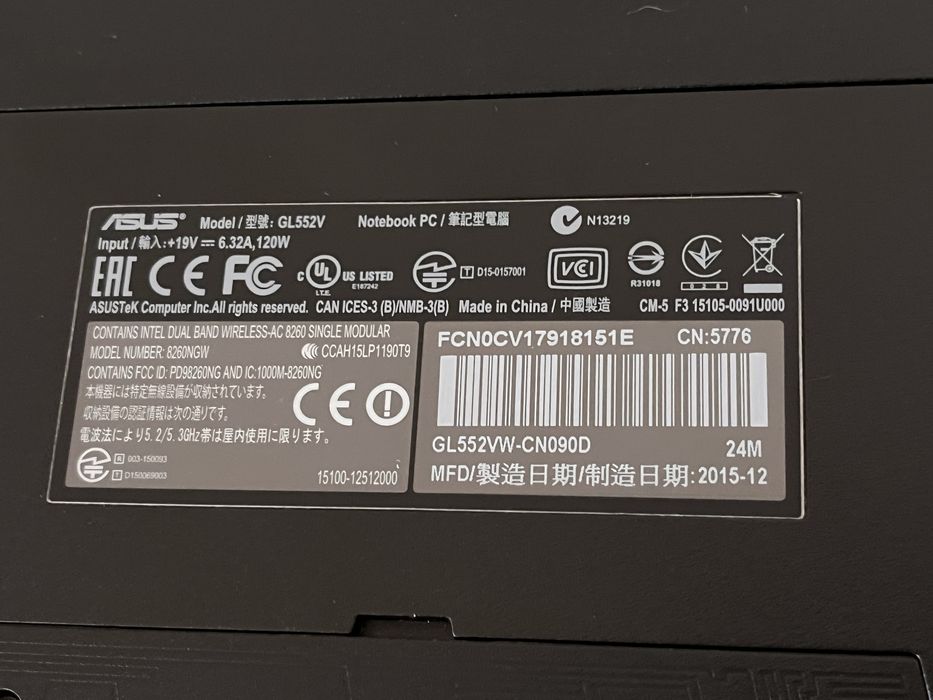 ASUS® Model / 型號: GL552V Notebook PC / 筆記型電腦 N13219
Input / 輸入:+19V ⎓ 6.32A,120W
EAC CE FC C UL US LISTED T D15-0157001 VCI
I.T.E. E187242 R31018
ASUSTeK Computer Inc.All rights reserved. CAN ICES-3 (B)/NMB-3(B) Made in China / 中國製造 CM-5 F3 15105-0091U000
CONTAINS INTEL DUAL BAND WIRELESS-AC 8260 SINGLE MODULAR
MODEL NUMBER: 8260NGW CCAH15LP1190T9
CONTAINS FCC ID: PD98260NG AND IC:1000M-8260NG
本機器には特定無線設備が収納されています。
収納設備の認証情報は次の通りです。
電波法により5.2/5.3GHz帯は屋内使用に限ります。
CE
R 003-150093
T D150069003
15100-12512000
FCN0CV17918151E CN:5776
GL552VW-CN090D 24M
MFD/製造日期/制造日期:2015-12